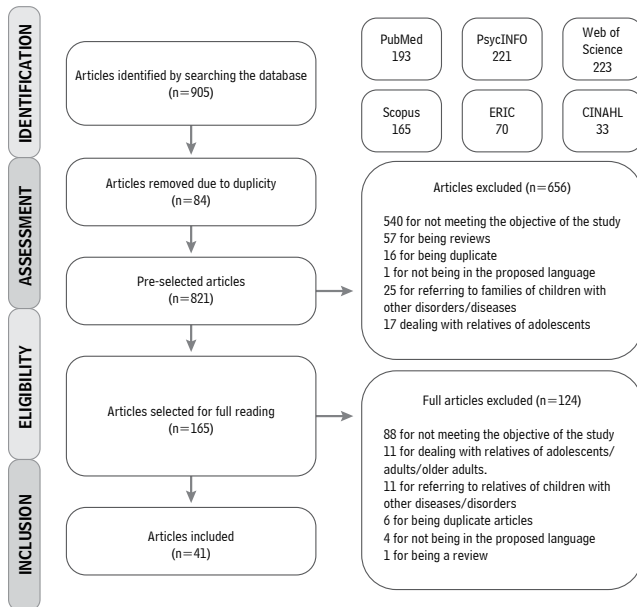 IDENTIFICATION
Articles identified by searching the database
(n=905)
PubMed
193
PsycINFO
221
Web of
Science
223
Scopus
165
ERIC
70
CINAHL
33
ASSESSMENT
Articles removed due to duplicity
(n=84)
Pre-selected articles
(n=821)
Articles excluded (n=656)
540 for not meeting the objective of the study
57 for being reviews
16 for being duplicate
1 for not being in the proposed language
25 for referring to families of children with
other disorders/diseases
17 dealing with relatives of adolescents
ELIGIBILITY
Articles selected for full reading
(n=165)
Full articles excluded (n=124)
88 for not meeting the objective of the study
11 for dealing with relatives of adolescents/
adults/older adults.
11 for referring to relatives of children with
other diseases/disorders
6 for being duplicate articles
4 for not being in the proposed language
1 for being a review
INCLUSION
Articles included
(n=41)